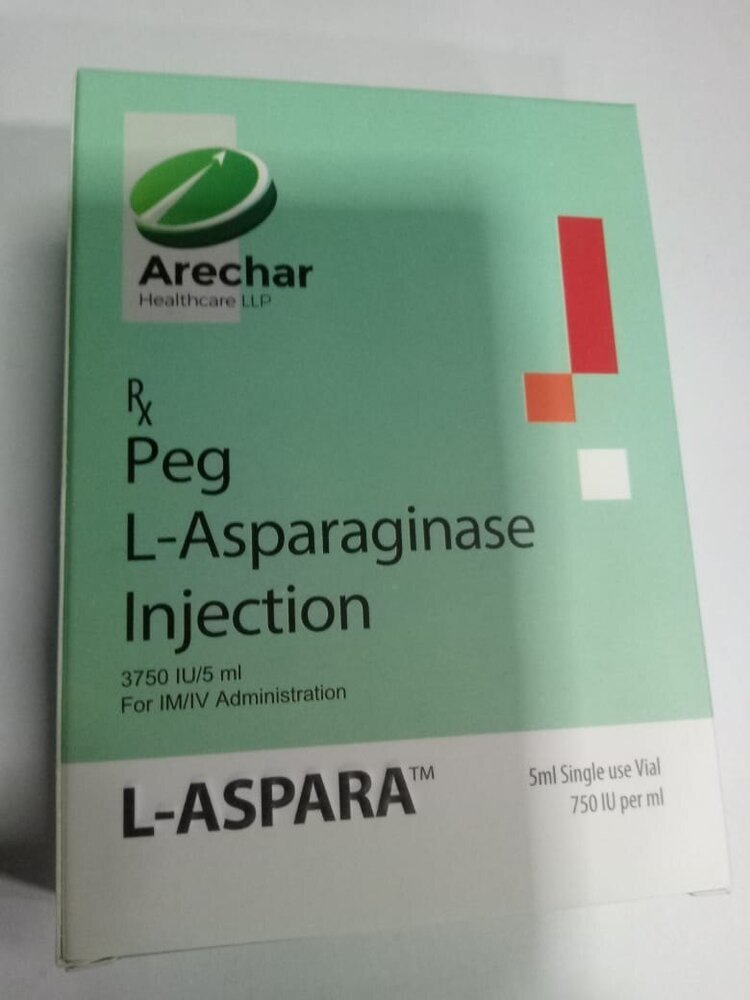 Arechar
Healthcare LLP
Rx
Peg
L-Asparaginase
Injection
3750 IU/5 ml
For IM/IV Administration
L-ASPARA™
5ml Single use Vial
750 IU per ml